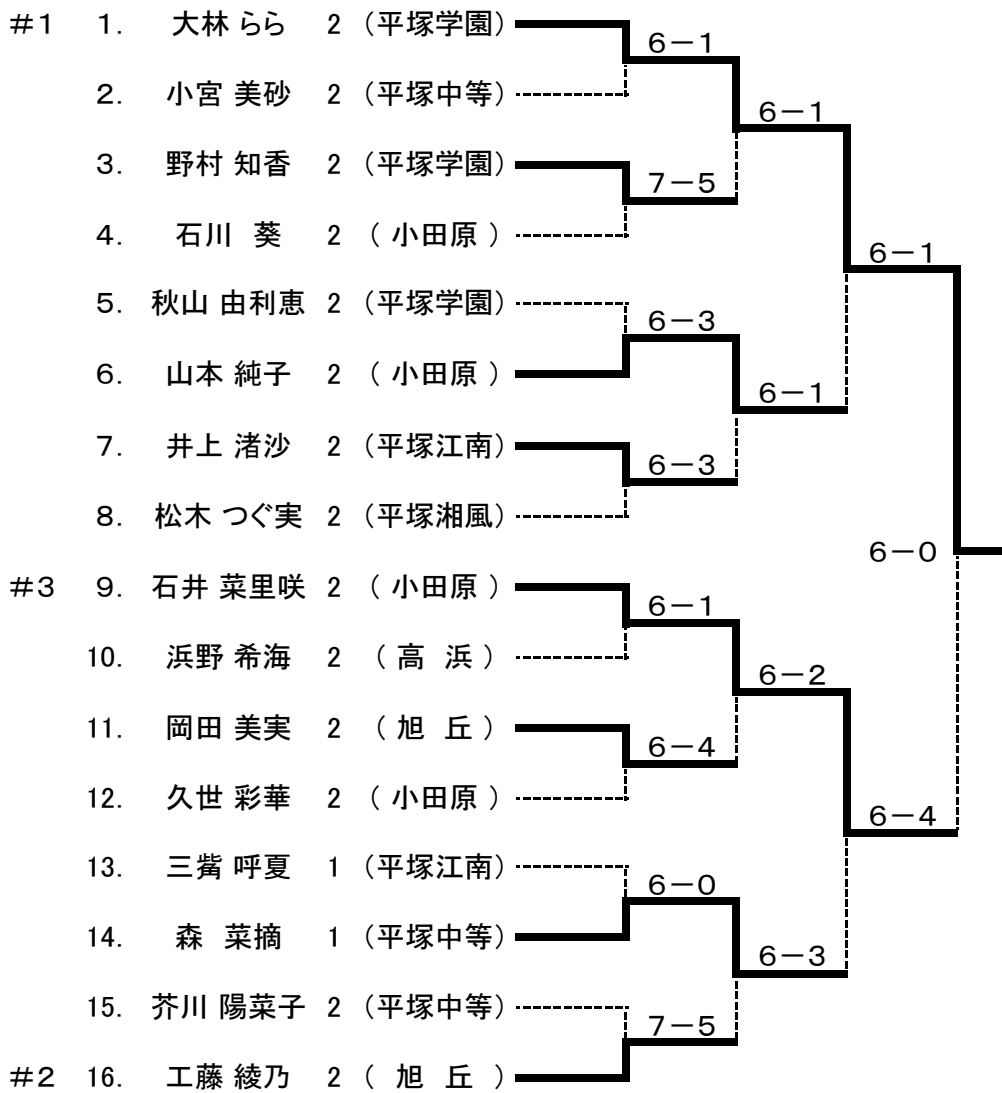 #1 1. 大林 らら 2 (平塚学園)
6-1
2. 小宮 美砂 2 (平塚中等)
6-1
3. 野村 知香 2 (平塚学園)
7-5
4. 石川 葵 2 ( 小田原 )
6-1
5. 秋山 由利恵 2 (平塚学園)
6-3
6. 山本 純子 2 ( 小田原 )
6-1
7. 井上 渚沙 2 (平塚江南)
6-3
8. 松木 つぐ実 2 (平塚湘風)
6-0
#3 9. 石井 菜里咲 2 ( 小田原 )
6-1
10. 浜野 希海 2 ( 高 浜 )
6-2
11. 岡田 美実 2 ( 旭 丘 )
6-4
12. 久世 彩華 2 ( 小田原 )
6-4
13. 三觜 呼夏 1 (平塚江南)
6-0
14. 森 菜摘 1 (平塚中等)
6-3
15. 芥川 陽菜子 2 (平塚中等)
7-5
#2 16. 工藤 綾乃 2 ( 旭 丘 )